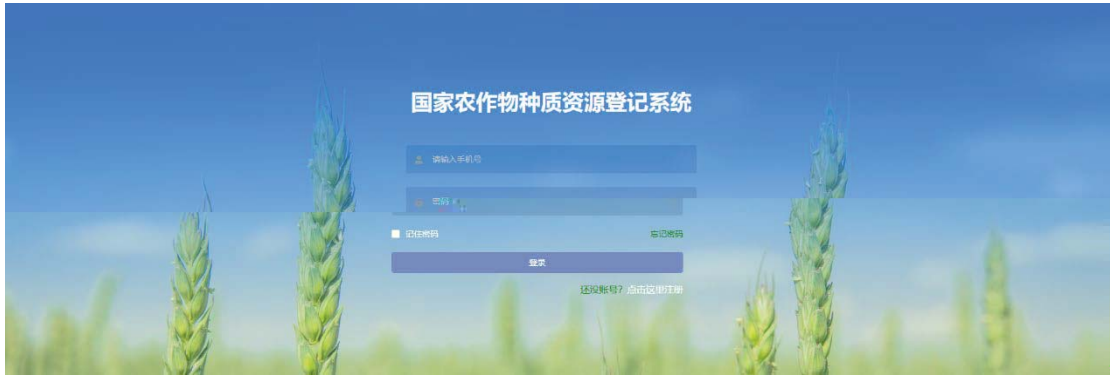 国家农作物种质资源登记系统
请输入手机号
密码
记住密码 忘记密码
登录
还没账号？点击这里注册